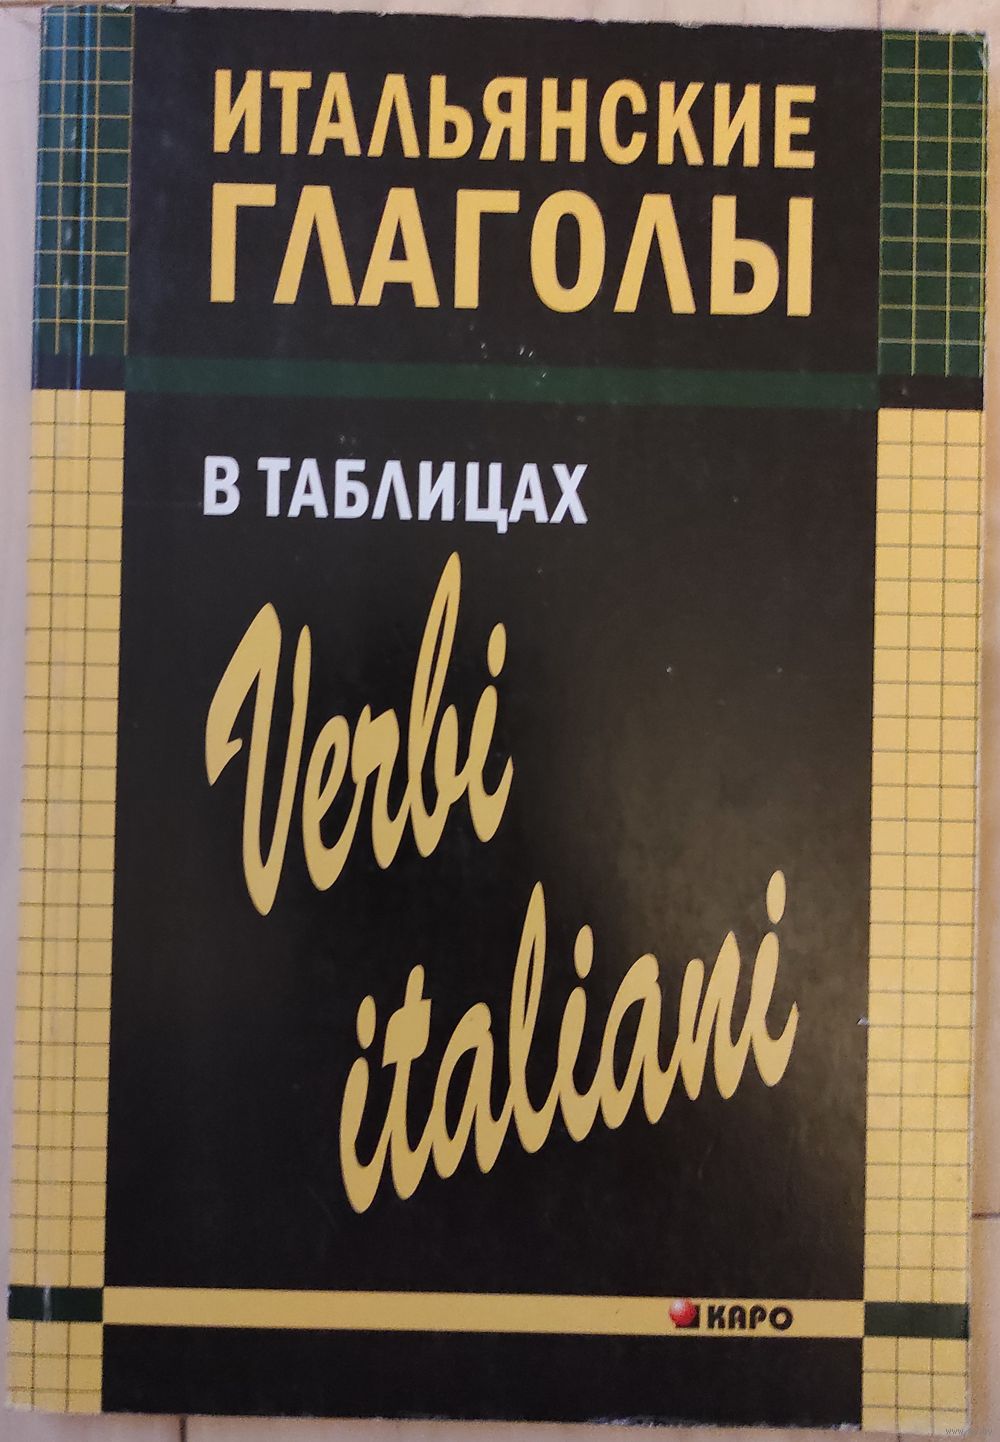 ИТАЛЬЯНСКИЕ
ГЛАГОЛЫ
В ТАБЛИЦАХ
Verbi
italiani
КАРО